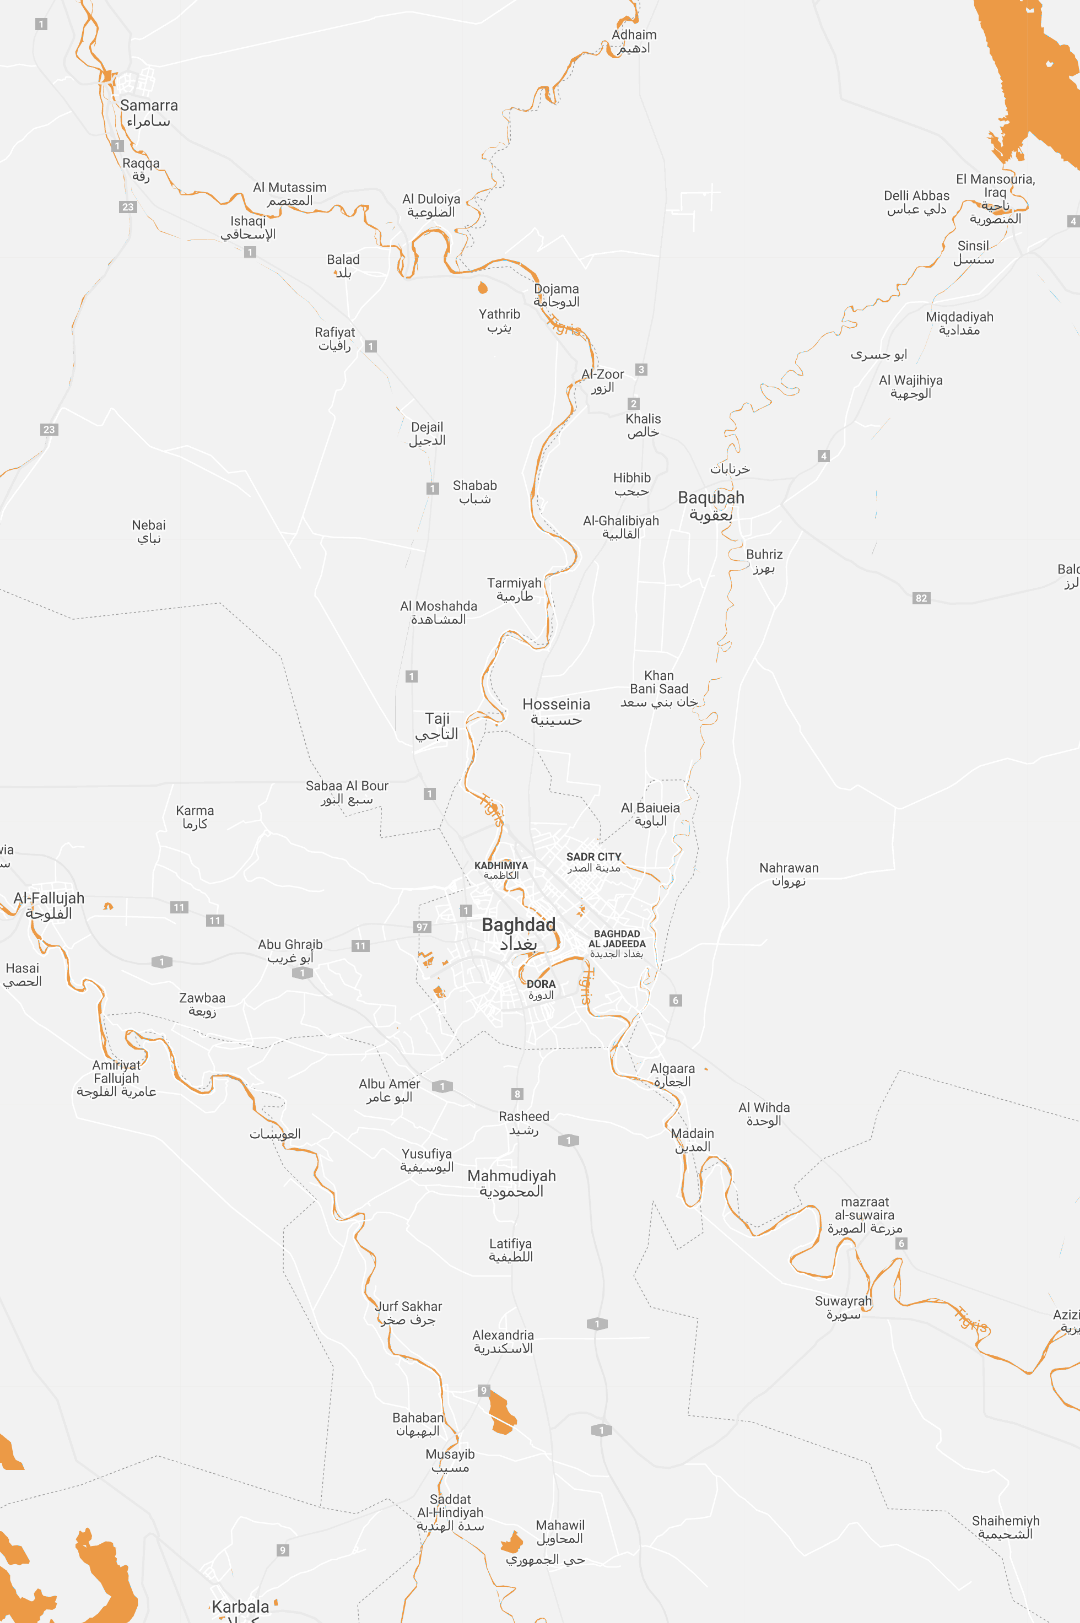 1
Adhaim
ادهيم
Samarra
سامراء
1
Raqqa
رقة
23
Al Mutassim
المعتصم
Al Duloiya
الضلوعية
El Mansouria,
Iraq
ناحية
المنصورية
Delli Abbas
دلي عباس
4
Ishaqi
الإسحاقي
1
Sinsil
سنسل
Balad
بلد
Dojama
الدوجامة
Yathrib
يثرب
Tigris
Miqdadiyah
مقدادية
Rafiyat
رافيات
1
ابو جسرى
Al-Zoor
الزور
3
Al Wajihiya
الوجهية
2
Khalis
خالص
23
Dejail
الدجيل
4
خرنابات
Hibhib
حبحب
1
Shabab
شباب
Baqubah
بعقوبة
Nebai
نباي
Al-Ghalibiyah
الغالبية
Buhriz
بهرز
Tarmiyah
طارمية
82
Al Moshahda
المشاهدة
1
Khan
Bani Saad
خان بني سعد
Hosseinia
حسينية
Taji
التاجي
Sabaa Al Bour
سبع البور
1
Karma
كارما
Tigris
Al Baiueia
الباوية
KADHIMIYA
الكاظمية
SADR CITY
مدينة الصدر
Nahrawan
نهروان
Al-Fallujah
الفلوجة
11
11
1
97
Baghdad
بغداد
BAGHDAD
AL JADEEDA
بغداد الجديدة
Abu Ghraib
أبو غريب
11
1
1
Hasai
الحصي
DORA
الدورة
Tigris
Zawbaa
زوبعة
6
Amiriyat
Fallujah
عامرية الفلوجة
Algaara
الجعارة
Albu Amer
البو عامر
1
8
Al Wihda
الوحدة
Rasheed
رشيد
العويسات
1
Madain
المدين
Yusufiya
اليوسيفية
Mahmudiyah
المحمودية
mazraat
al-suwaira
مزرعة الصويرة
6
Latifiya
اللطيفية
Jurf Sakhar
جرف صخر
Suwayrah
سويرة
Tigris
1
Alexandria
الاسكندرية
9
Bahaban
البهبهان
1
Musayib
مسيب
Saddat
Al-Hindiyah
سدة الهندية
Mahawil
المحاويل
Shaihemiyh
الشحيمية
9
حي الجمهوري
Karbala